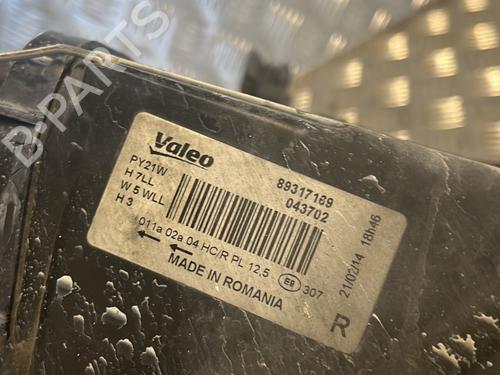 B-PARTS
Valeo
PY21W
H 7LL
W 5 WLL
H 3
89317169
043702
011a 02a 04 HC/R PL 12.5
E9 307
MADE IN ROMANIA
21/02/14 18h46
R